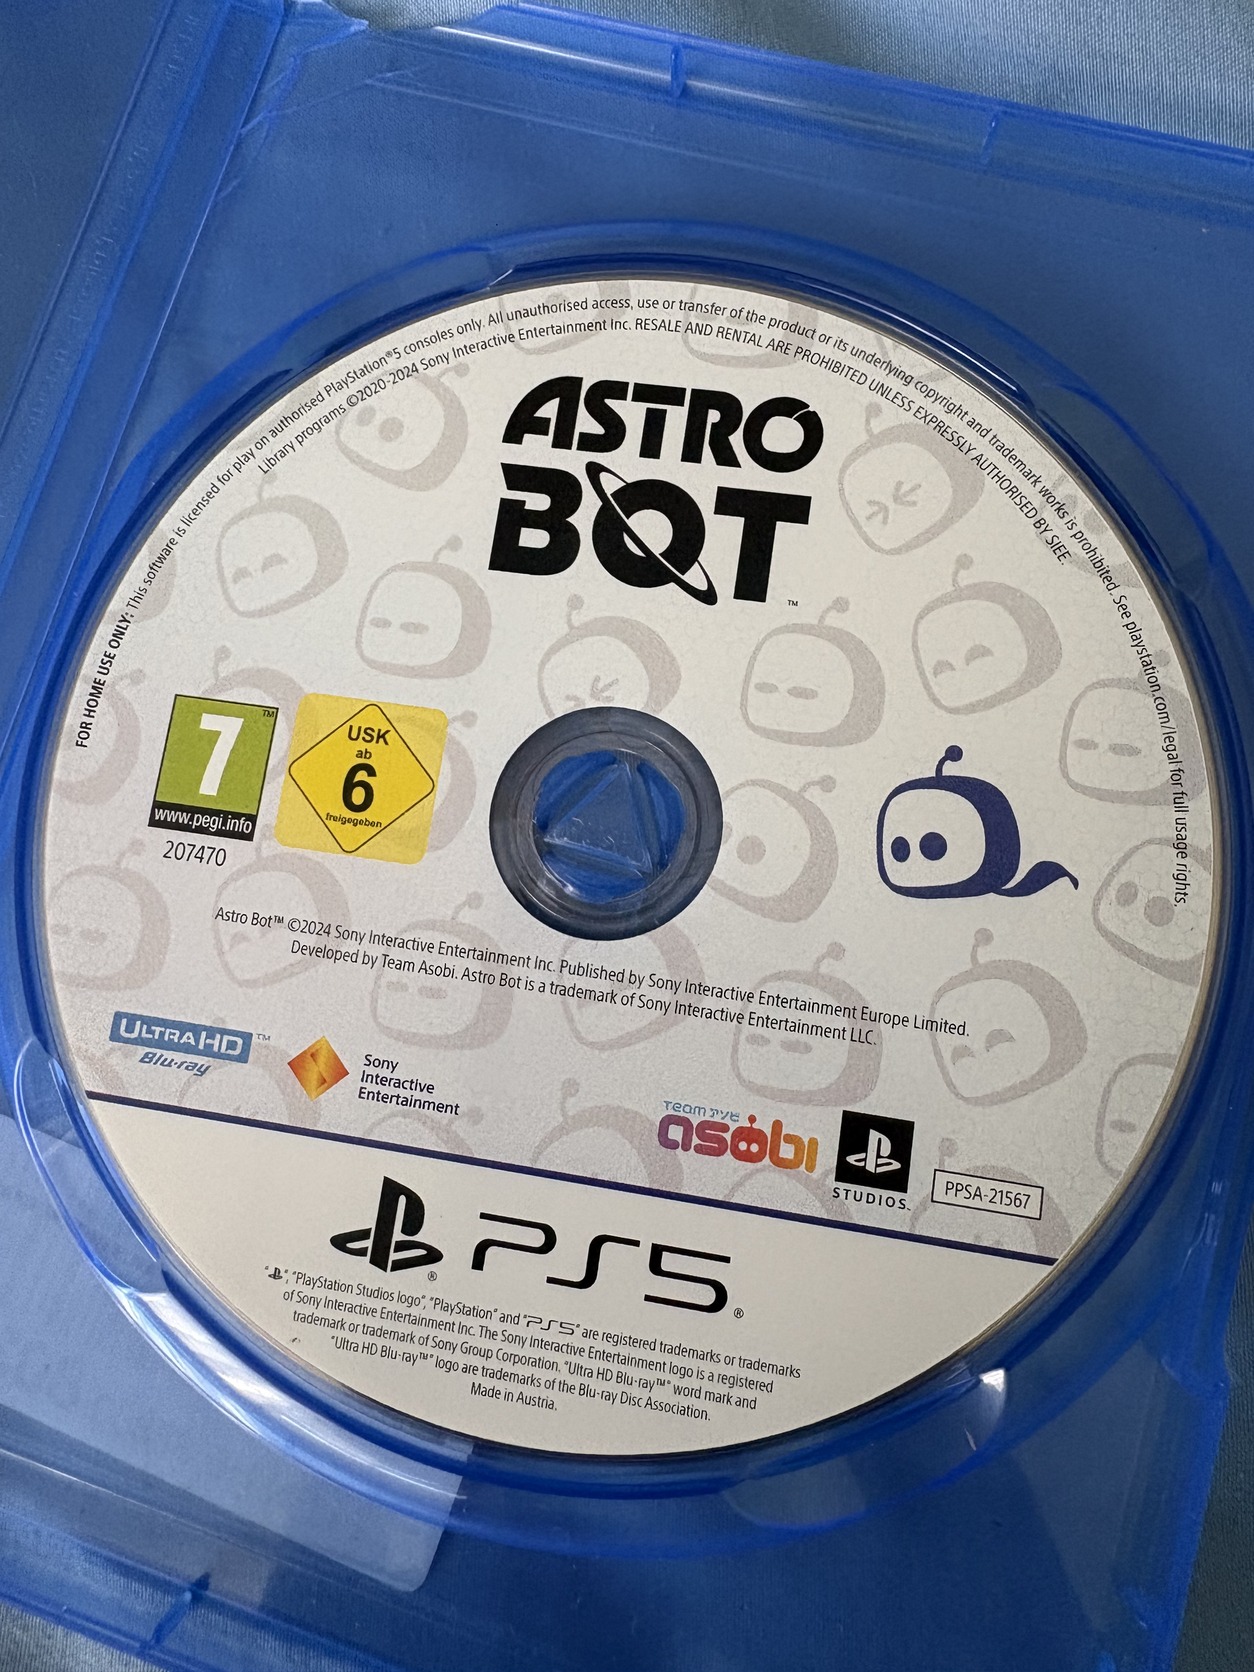 FOR HOME USE ONLY: This software is licensed for play on authorised PlayStation®5 consoles only. All unauthorised access, use or transfer of the product or its underlying copyright and trademark works is prohibited. See playstation.com/legal for full usage rights.
Library programs ©2020-2024 Sony Interactive Entertainment Inc. RESALE AND RENTAL ARE PROHIBITED UNLESS EXPRESSLY AUTHORISED BY SIEE.
ASTRO
BOT™
7™
www.pegi.info
207470
USK
ab
6
freigegeben
Astro Bot™ ©2024 Sony Interactive Entertainment Inc. Published by Sony Interactive Entertainment Europe Limited.
Developed by Team Asobi. Astro Bot is a trademark of Sony Interactive Entertainment LLC.
ULTRA HD™
Blu-ray
Sony
Interactive
Entertainment
Team アソビ
asobi
STUDIOS™
PPSA-21567
® PS5®
" ", "PlayStation Studios logo", "PlayStation" and "PS5" are registered trademarks or trademarks
of Sony Interactive Entertainment Inc. The Sony Interactive Entertainment logo is a registered
trademark or trademark of Sony Group Corporation. "Ultra HD Blu-ray™" word mark and
"Ultra HD Blu-ray™" logo are trademarks of the Blu-ray Disc Association.
Made in Austria.